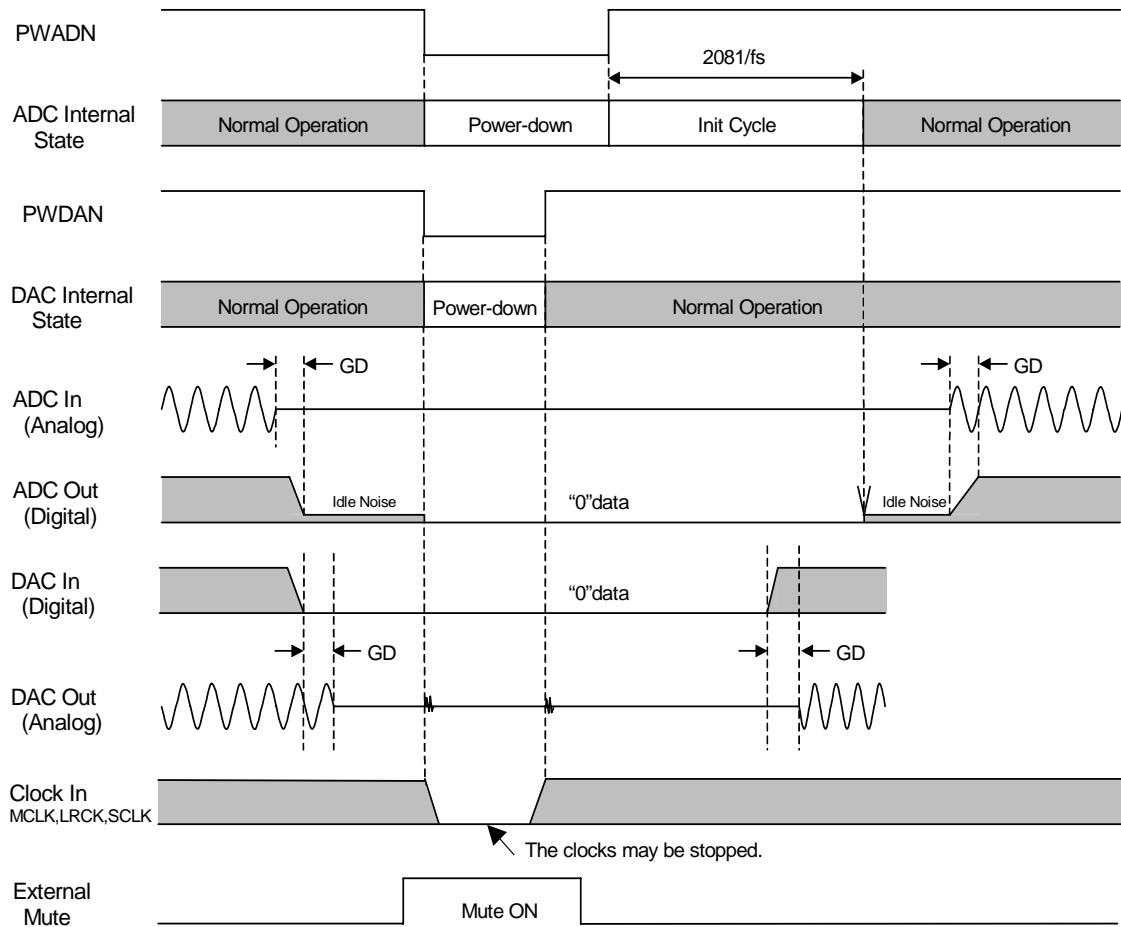 PWADN
2081/fs
ADC Internal
State
Normal Operation
Power-down
Init Cycle
Normal Operation
PWDAN
DAC Internal
State
Normal Operation
Power-down
Normal Operation
GD
GD
ADC In
(Analog)
ADC Out
(Digital)
Idle Noise
“0”data
Idle Noise
DAC In
(Digital)
“0”data
GD
GD
DAC Out
(Analog)
Clock In
MCLK,LRCK,SCLK
The clocks may be stopped.
External
Mute
Mute ON